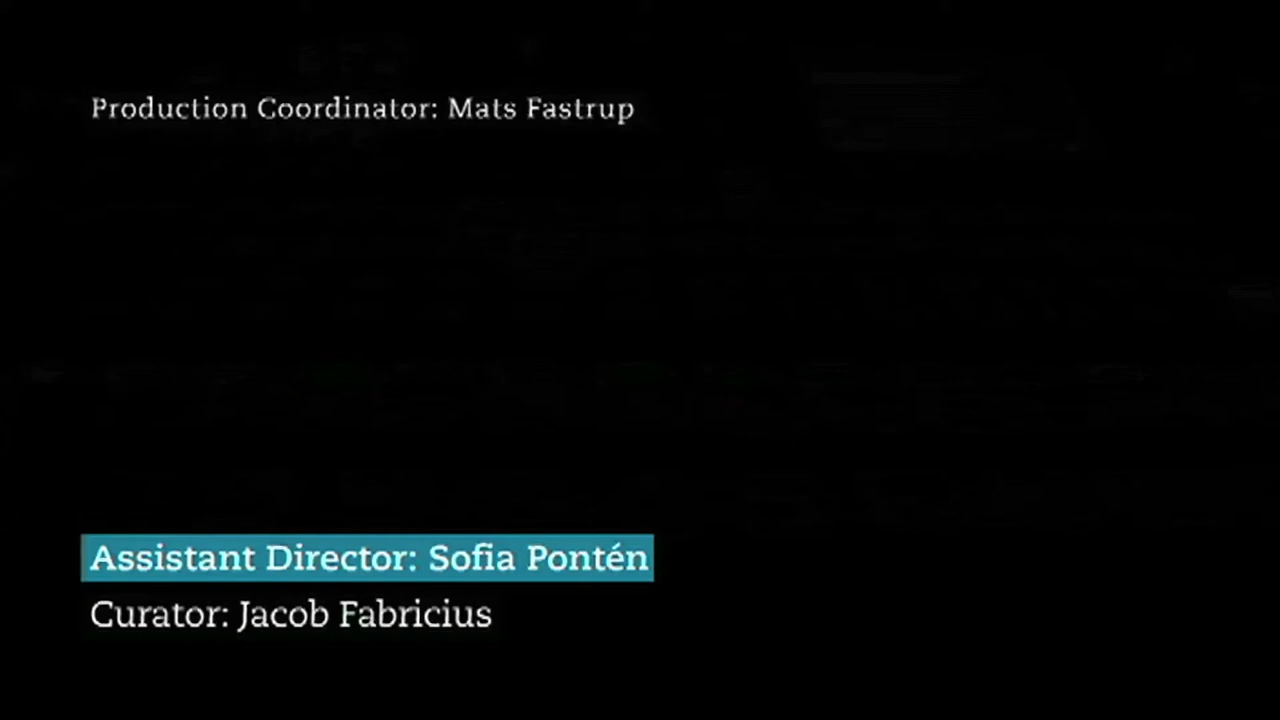 Production Coordinator: Mats Fastrup
Assistant Director: Sofia Pontén
Curator: Jacob Fabricius